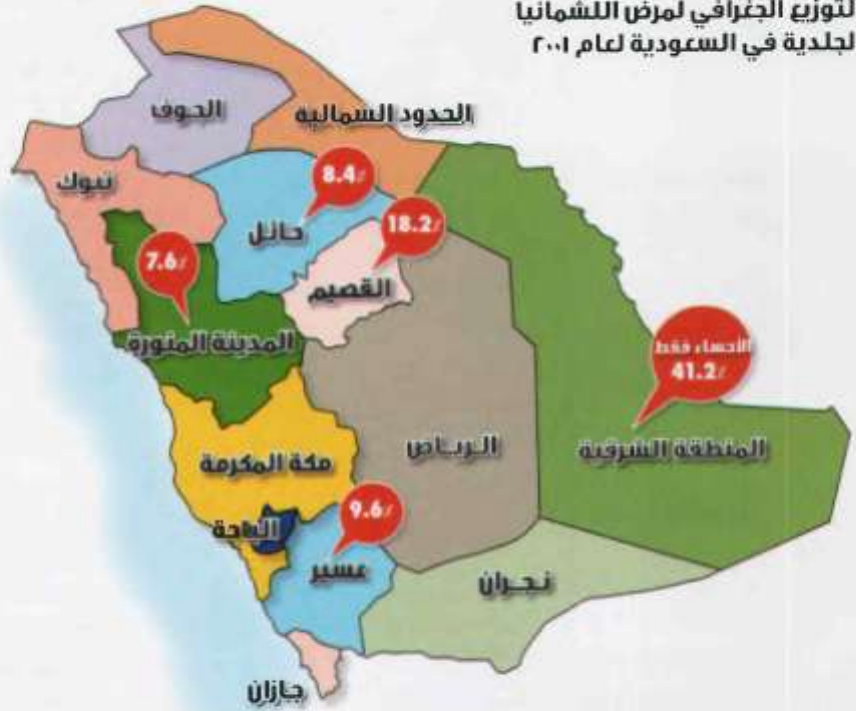 لتوزيع الجغرافي لمرض اللشمانيا
لجلدية في السعودية لعام ٢٠٠١
الجوف
الحدود الشمالية
تبوك
حائل
8.4٪
القصيم
18.2٪
7.6٪
المدينة المنورة
الأحساء فقط
41.2٪
المنطقة الشرقية
الرياض
مكة المكرمة
الباحة
9.6٪
عسير
نجران
جازان